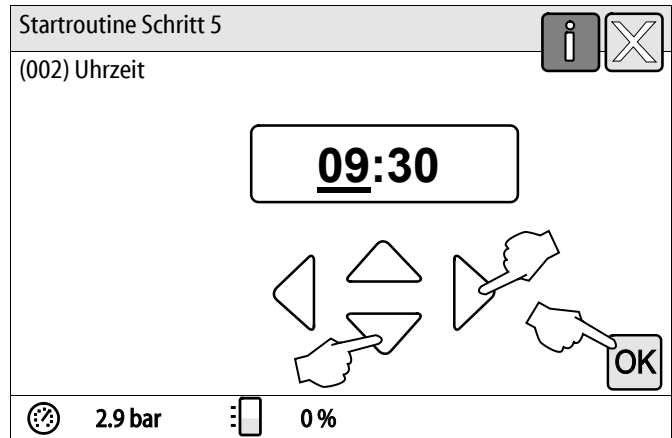 Startroutine Schritt 5
i
(002) Uhrzeit
09:30
OK
2.9 bar 0 %